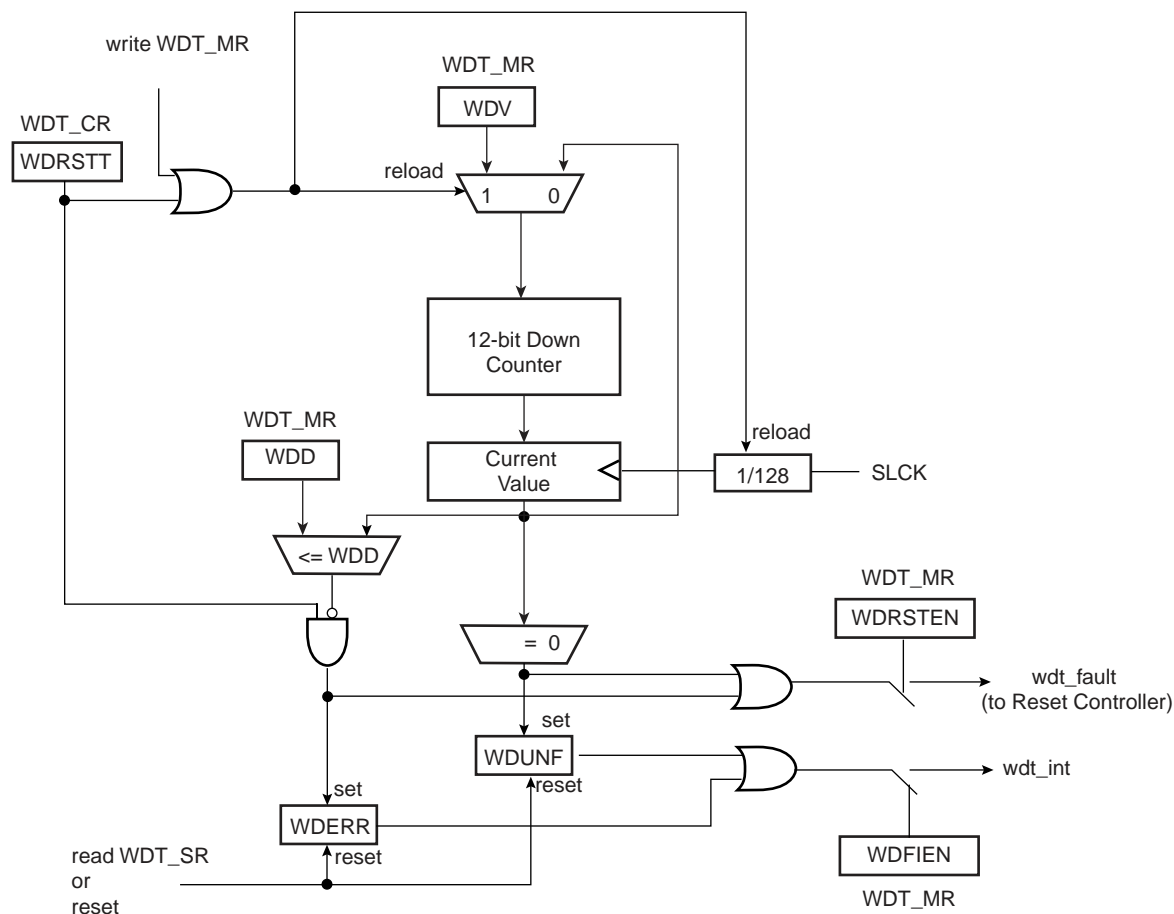 write WDT_MR
WDT_MR
WDV
WDT_CR
WDRSTT
reload
1 0
12-bit Down
Counter
WDT_MR
WDD
reload
Current
Value
1/128
SLCK
<= WDD
WDT_MR
WDRSTEN
= 0
wdt_fault
(to Reset Controller)
set
WDUNF
reset
wdt_int
set
WDERR
reset
WDFIEN
read WDT_SR
or
reset
WDT_MR